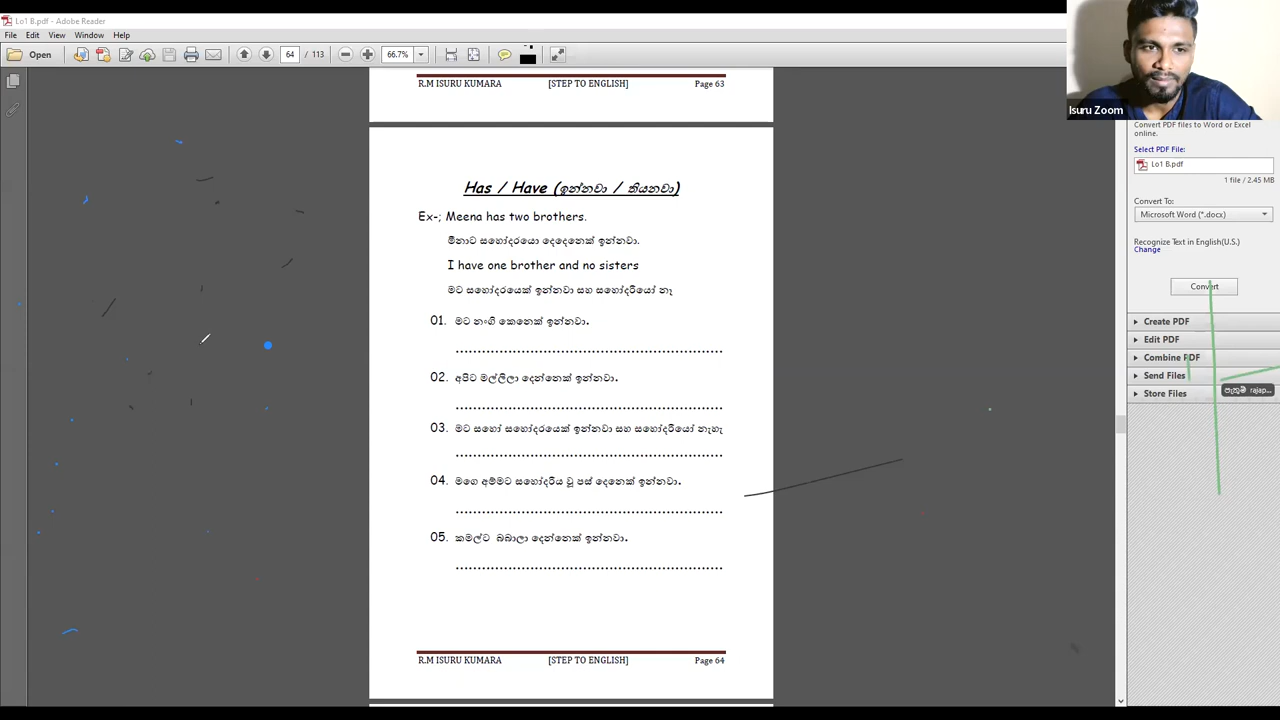 Lo1 B.pdf - Adobe Reader
File Edit View Window Help
Open 64 / 113 66.7%
Isuru Zoom
R.M ISURU KUMARA [STEP TO ENGLISH] Page 63
Has / Have (ඉන්නවා / තියනවා)
Ex-; Meena has two brothers.
මීනාට සහෝදරයො දෙදෙනෙක් ඉන්නවා.
I have one brother and no sisters
මට සහෝදරයෙක් ඉන්නවා සහ සහෝදරියෝ නෑ
01. මට නංගි කෙනෙක් ඉන්නවා.
............................................................
02. අපිට මල්ලිලා දෙන්නෙක් ඉන්නවා.
............................................................
03. මට සහෝ සහෝදරයෙක් ඉන්නවා සහ සහෝදරියෝ නැහැ
............................................................
04. මගෙ අම්මට සහෝදරිය වූ පස් දෙනෙක් ඉන්නවා.
............................................................
05. කමල්ට බබාලා දෙන්නෙක් ඉන්නවා.
............................................................
R.M ISURU KUMARA [STEP TO ENGLISH] Page 64
Convert PDF files to Word or Excel
online.
Select PDF File:
Lo1 B.pdf
1 file / 2.45 MB
Convert To:
Microsoft Word (*.docx)
Recognize Text in English(U.S.)
Change
Convert
Create PDF
Edit PDF
Combine PDF
Send Files
Store Files